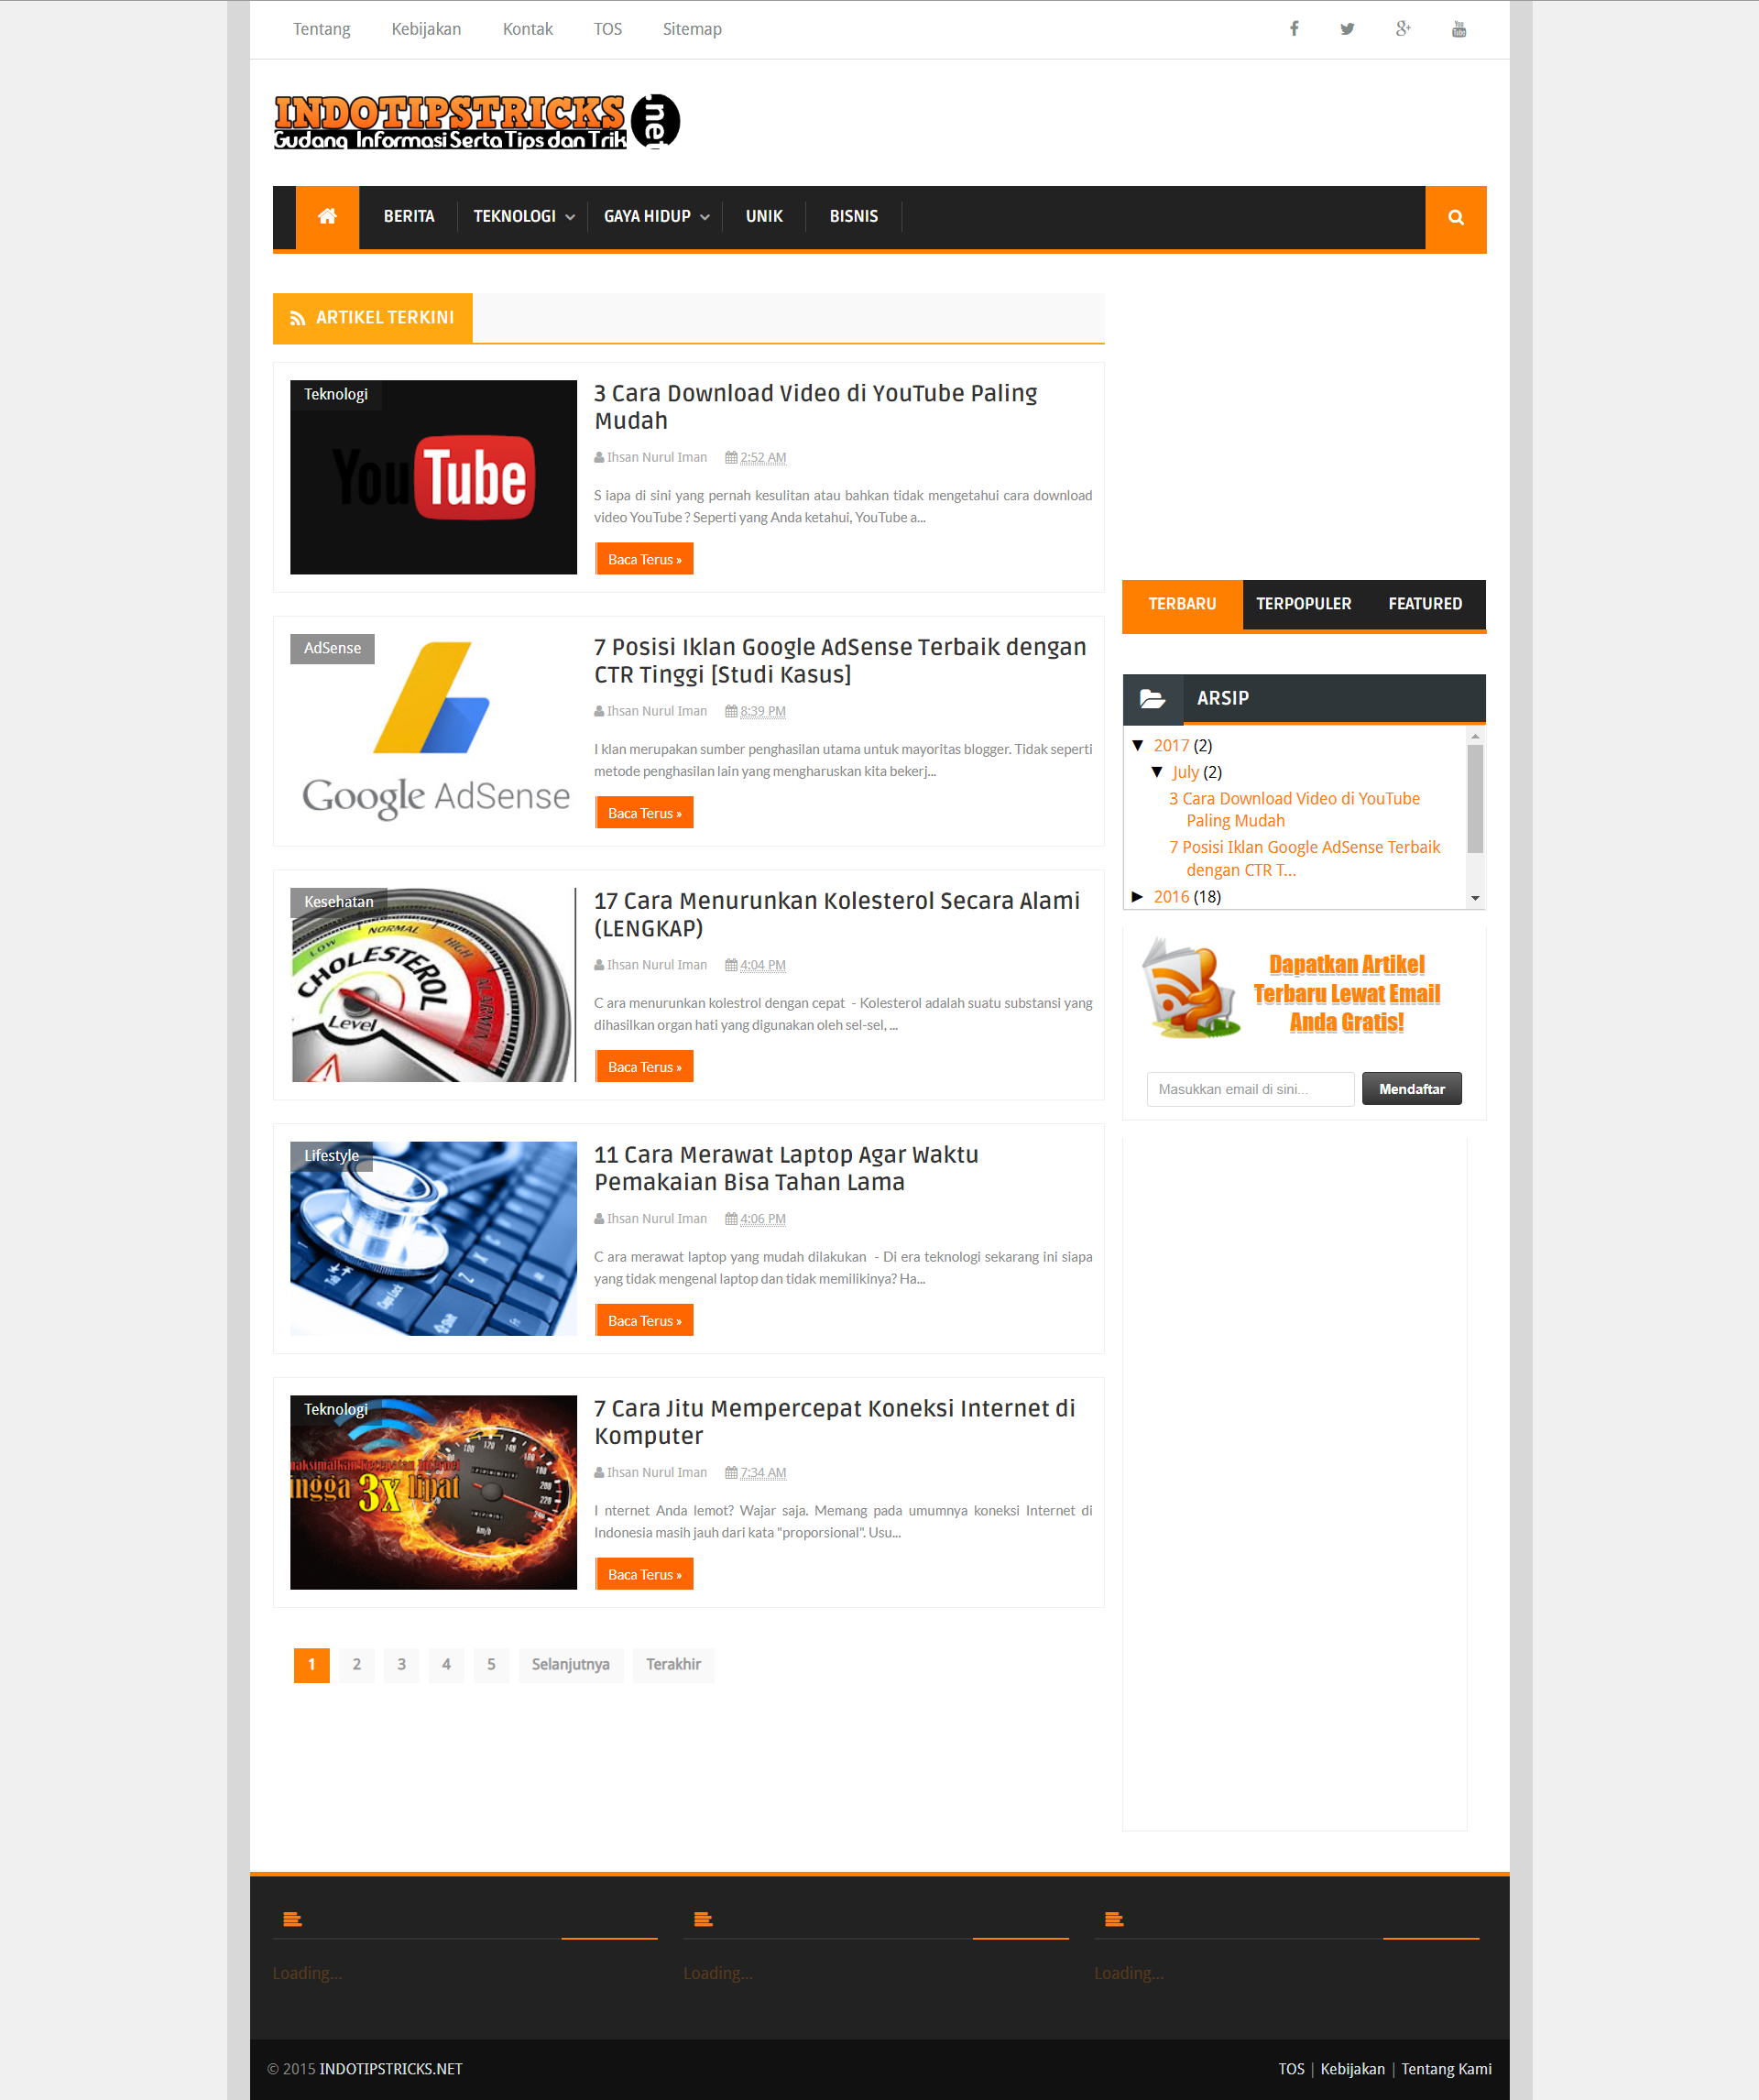 Tentang Kebijakan Kontak TOS Sitemap
INDOTIPSTRICKS .net
Gudang Informasi Serta Tips dan Trik
BERITA TEKNOLOGI GAYA HIDUP UNIK BISNIS
ARTIKEL TERKINI
Teknologi
YouTube
3 Cara Download Video di YouTube Paling
Mudah
Ihsan Nurul Iman 2:52 AM
S iapa di sini yang pernah kesulitan atau bahkan tidak mengetahui cara download
video YouTube ? Seperti yang Anda ketahui, YouTube a...
Baca Terus »
AdSense
Google AdSense
7 Posisi Iklan Google AdSense Terbaik dengan
CTR Tinggi [Studi Kasus]
Ihsan Nurul Iman 8:39 PM
I klan merupakan sumber penghasilan utama untuk mayoritas blogger. Tidak seperti
metode penghasilan lain yang mengharuskan kita bekerj...
Baca Terus »
Kesehatan
LOW NORMAL HIGH ALARMING
CHOLESTEROL
Level
17 Cara Menurunkan Kolesterol Secara Alami
(LENGKAP)
Ihsan Nurul Iman 4:04 PM
C ara menurunkan kolestrol dengan cepat - Kolesterol adalah suatu substansi yang
dihasilkan organ hati yang digunakan oleh sel-sel, ...
Baca Terus »
Lifestyle
Caps Lock
11 Cara Merawat Laptop Agar Waktu
Pemakaian Bisa Tahan Lama
Ihsan Nurul Iman 4:06 PM
C ara merawat laptop yang mudah dilakukan - Di era teknologi sekarang ini siapa
yang tidak mengenal laptop dan tidak memilikinya? Ha...
Baca Terus »
Teknologi
aksimalkan Kecepatan Internet
ingga 3x lipat
km/h
7 Cara Jitu Mempercepat Koneksi Internet di
Komputer
Ihsan Nurul Iman 7:34 AM
I nternet Anda lemot? Wajar saja. Memang pada umumnya koneksi Internet di
Indonesia masih jauh dari kata "proporsional". Usu...
Baca Terus »
1 2 3 4 5 Selanjutnya Terakhir
TERBARU TERPOPULER FEATURED
ARSIP
▼ 2017 (2)
▼ July (2)
3 Cara Download Video di YouTube
Paling Mudah
7 Posisi Iklan Google AdSense Terbaik
dengan CTR T...
► 2016 (18)
Dapatkan Artikel
Terbaru Lewat Email
Anda Gratis!
Masukkan email di sini... Mendaftar
Loading... Loading... Loading...
© 2015 INDOTIPSTRICKS.NET TOS | Kebijakan | Tentang Kami